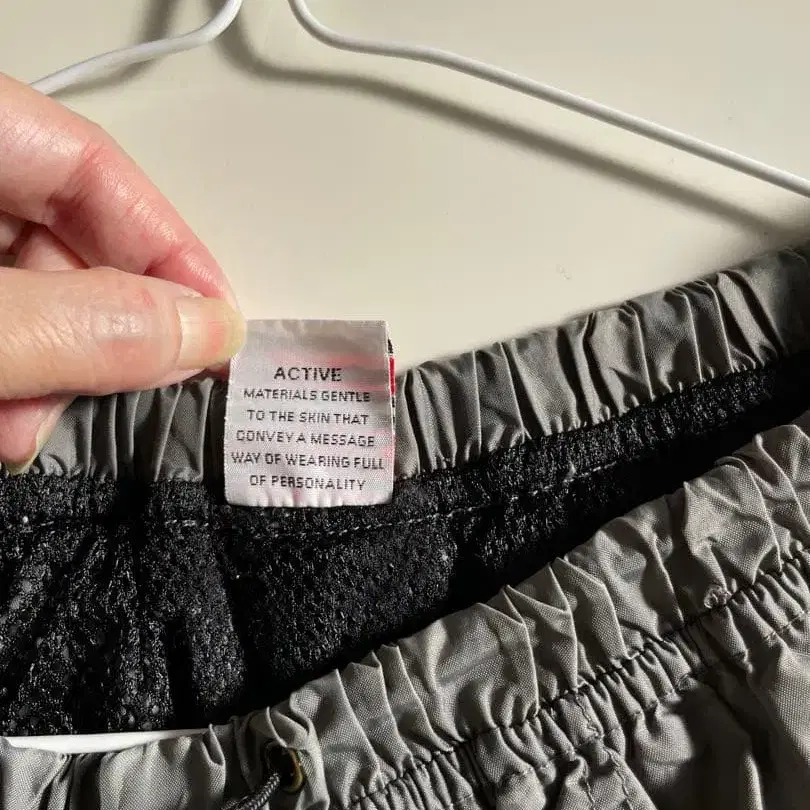 ACTIVE
MATERIALS GENTLE
TO THE SKIN THAT
CONVEY A MESSAGE
WAY OF WEARING FULL
OF PERSONALITY